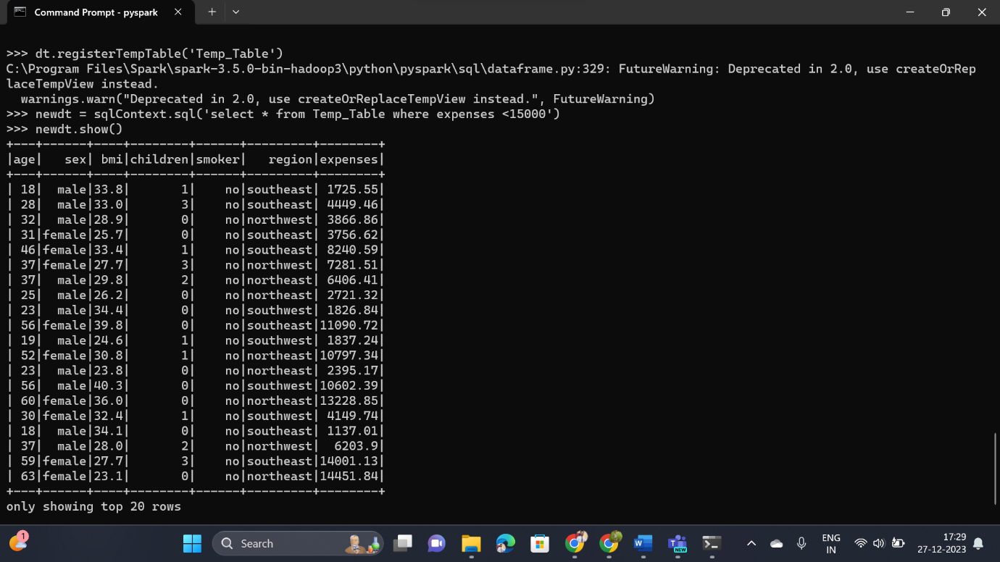 Command Prompt - pyspark
>>> dt.registerTempTable('Temp_Table')
C:\Program Files\Spark\spark-3.5.0-bin-hadoop3\python\pyspark\sql\dataframe.py:329: FutureWarning: Deprecated in 2.0, use createOrRep
laceTempView instead.
  warnings.warn("Deprecated in 2.0, use createOrReplaceTempView instead.", FutureWarning)
>>> newdt = sqlContext.sql('select * from Temp_Table where expenses <15000')
>>> newdt.show()
+---+------+----+--------+------+---------+--------+
|age|   sex| bmi|children|smoker|   region|expenses|
+---+------+----+--------+------+---------+--------+
| 18|  male|33.8|       1|    no|southeast| 1725.55|
| 28|  male|33.0|       3|    no|southeast| 4449.46|
| 32|  male|28.9|       0|    no|northwest| 3866.86|
| 31|female|25.7|       0|    no|southeast| 3756.62|
| 46|female|33.4|       1|    no|southeast| 8240.59|
| 37|female|27.7|       3|    no|northwest| 7281.51|
| 37|  male|29.8|       2|    no|northeast| 6406.41|
| 25|  male|26.2|       0|    no|northeast| 2721.32|
| 23|  male|34.4|       0|    no|southwest| 1826.84|
| 56|female|39.8|       0|    no|southeast|11090.72|
| 19|  male|24.6|       1|    no|southwest| 1837.24|
| 52|female|30.8|       1|    no|northeast|10797.34|
| 23|  male|23.8|       0|    no|northeast| 2395.17|
| 56|  male|40.3|       0|    no|southwest|10602.39|
| 60|female|36.0|       0|    no|northeast|13228.85|
| 30|female|32.4|       1|    no|southwest| 4149.74|
| 18|  male|34.1|       0|    no|southeast| 1137.01|
| 37|  male|28.0|       2|    no|northwest|  6203.9|
| 59|female|27.7|       3|    no|southeast|14001.13|
| 63|female|23.1|       0|    no|northeast|14451.84|
+---+------+----+--------+------+---------+--------+
only showing top 20 rows
1
Search
W
NEW
ENG
IN
17:29
27-12-2023